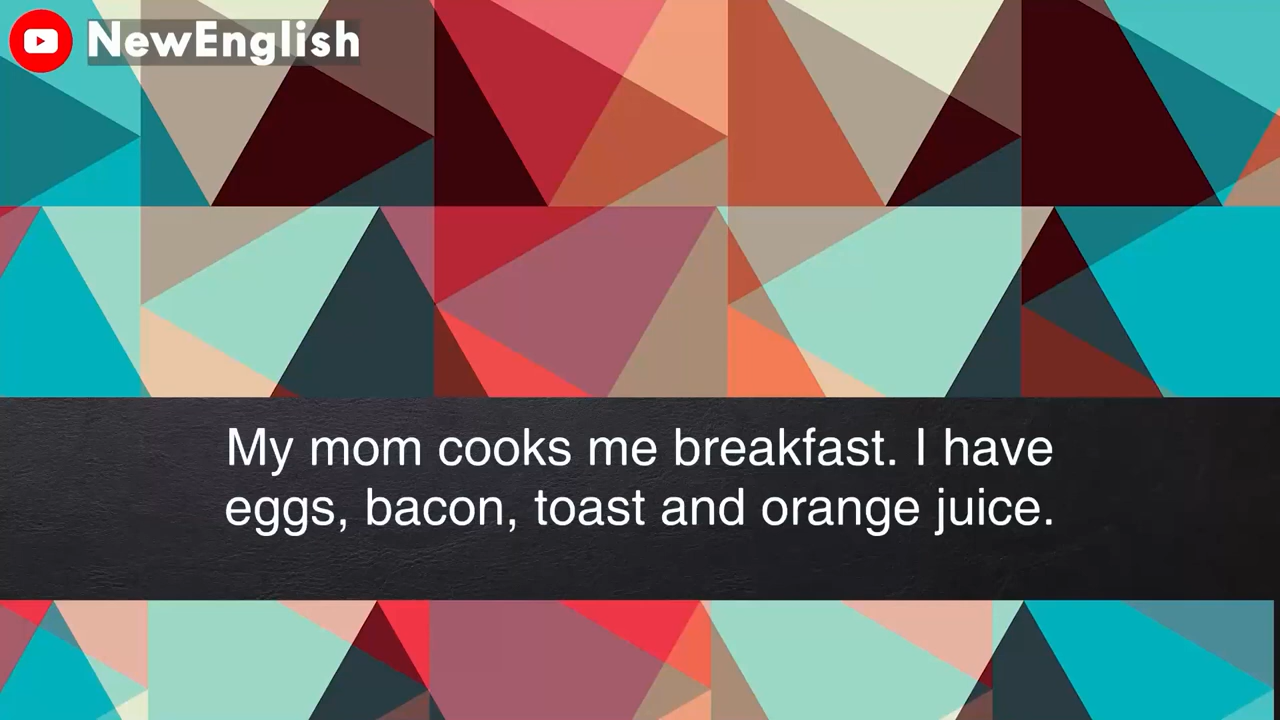 NewEnglish
My mom cooks me breakfast. I have
eggs, bacon, toast and orange juice.